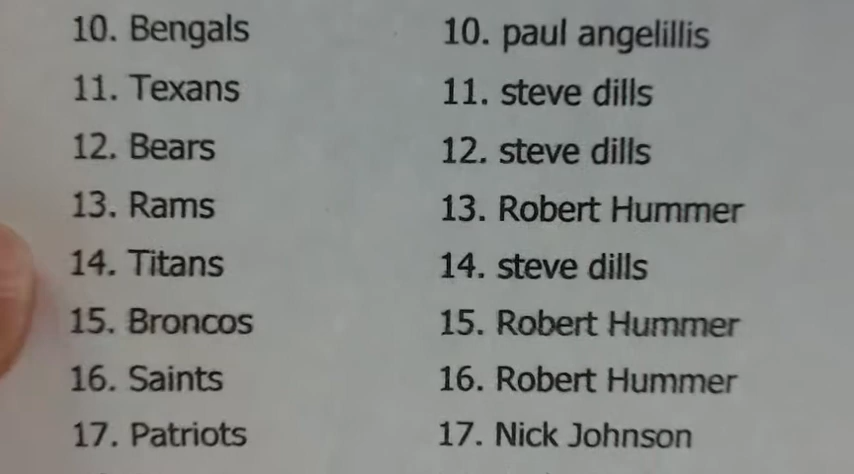 10. Bengals 10. paul angelillis
11. Texans 11. steve dills
12. Bears 12. steve dills
13. Rams 13. Robert Hummer
14. Titans 14. steve dills
15. Broncos 15. Robert Hummer
16. Saints 16. Robert Hummer
17. Patriots 17. Nick Johnson